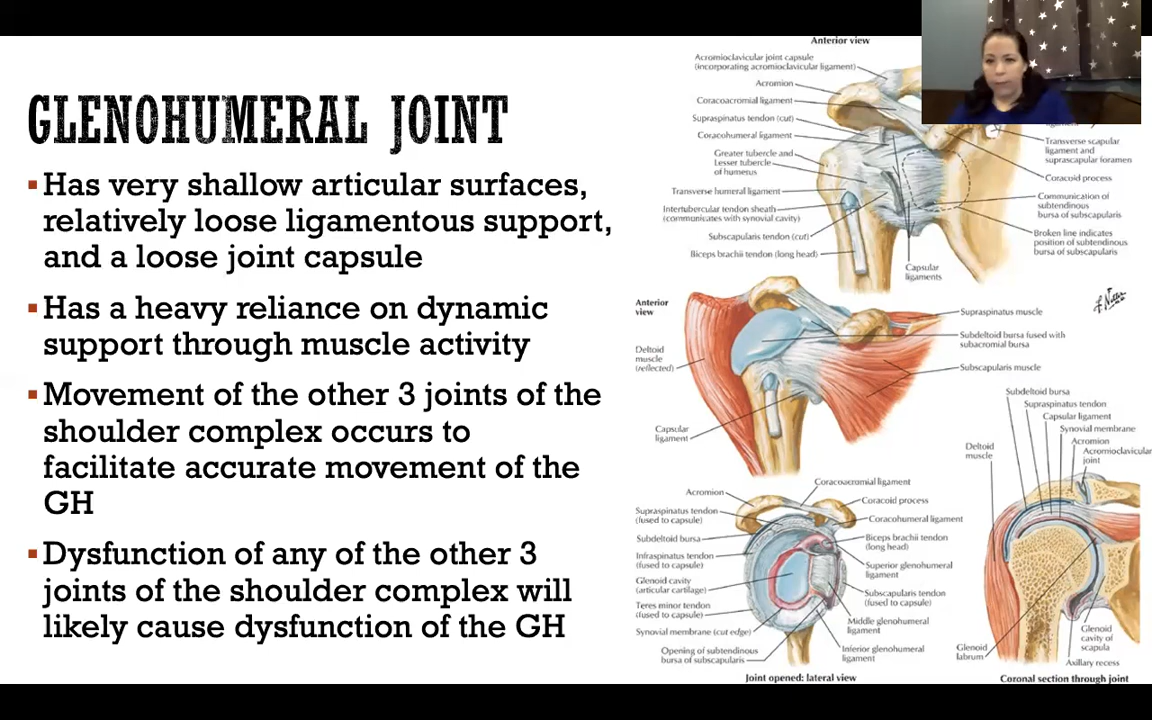 GLENOHUMERAL JOINT
Has very shallow articular surfaces,
relatively loose ligamentous support,
and a loose joint capsule
Has a heavy reliance on dynamic
support through muscle activity
Movement of the other 3 joints of the
shoulder complex occurs to
facilitate accurate movement of the
GH
Dysfunction of any of the other 3
joints of the shoulder complex will
likely cause dysfunction of the GH
Anterior view
Acromioclavicular joint capsule
(incorporating acromioclavicular ligament)
Acromion
Coracoacromial ligament
Supraspinatus tendon (cut)
Coracohumeral ligament
Greater tubercle and
Lesser tubercle
of humerus
Transverse humeral ligament
Intertubercular tendon sheath
(communicates with synovial cavity)
Subscapularis tendon (cut)
Biceps brachii tendon (long head)
Capsular
ligaments
Transverse scapular
ligament and
suprascapular foramen
Coracoid process
Communication of
subtendinous
bursa of subscapularis
Broken line indicates
position of subtendinous
bursa of subscapularis
Anterior
view
Deltoid
muscle
(reflected)
Capsular
ligament
Supraspinatus muscle
Subdeltoid bursa fused with
subacromial bursa
Subscapularis muscle
Acromion
Supraspinatus tendon
(fused to capsule)
Subdeltoid bursa
Infraspinatus tendon
(fused to capsule)
Glenoid cavity
(articular cartilage)
Teres minor tendon
(fused to capsule)
Synovial membrane (cut edge)
Opening of subtendinous
bursa of subscapularis
Coracoacromial ligament
Coracoid process
Coracohumeral ligament
Biceps brachii tendon
(long head)
Superior glenohumeral
ligament
Subscapularis tendon
(fused to capsule)
Middle glenohumeral
ligament
Inferior glenohumeral
ligament
Joint opened: lateral view
Subdeltoid bursa
Supraspinatus tendon
Capsular ligament
Synovial membrane
Acromion
Acromioclavicular
joint
Deltoid
muscle
Glenoid
labrum
Glenoid
cavity of
scapula
Axillary recess
Coronal section through joint